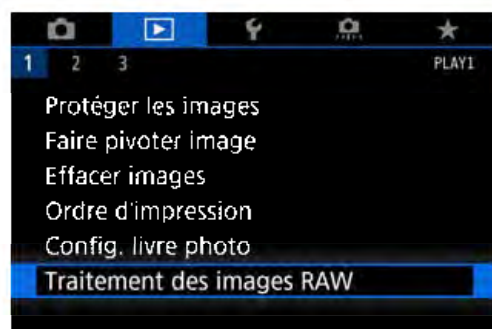 1 2 3 PLAY1
Protéger les images
Faire pivoter image
Effacer images
Ordre d'impression
Config. livre photo
Traitement des images RAW